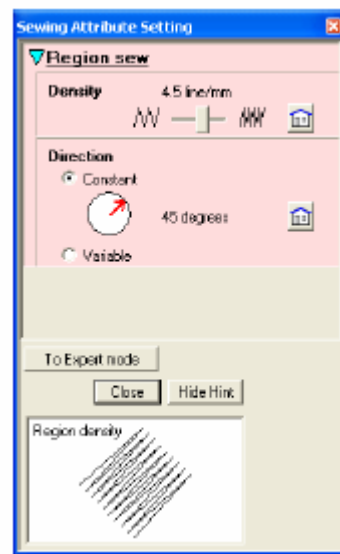 Sewing Attribute Setting
Region sew
Density 4.5 line/mm
Direction
Constant
45 degrees
Variable
To Expert mode
Close Hide Hint
Region density